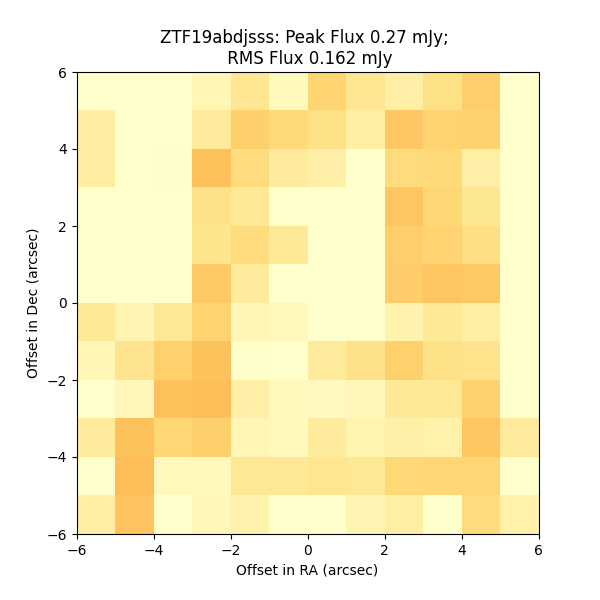 ZTF19abdjsss: Peak Flux 0.27 mJy;
RMS Flux 0.162 mJy
6
4
2
0
−2
−4
−6
Offset in Dec (arcsec)
−6 −4 −2 0 2 4 6
Offset in RA (arcsec)